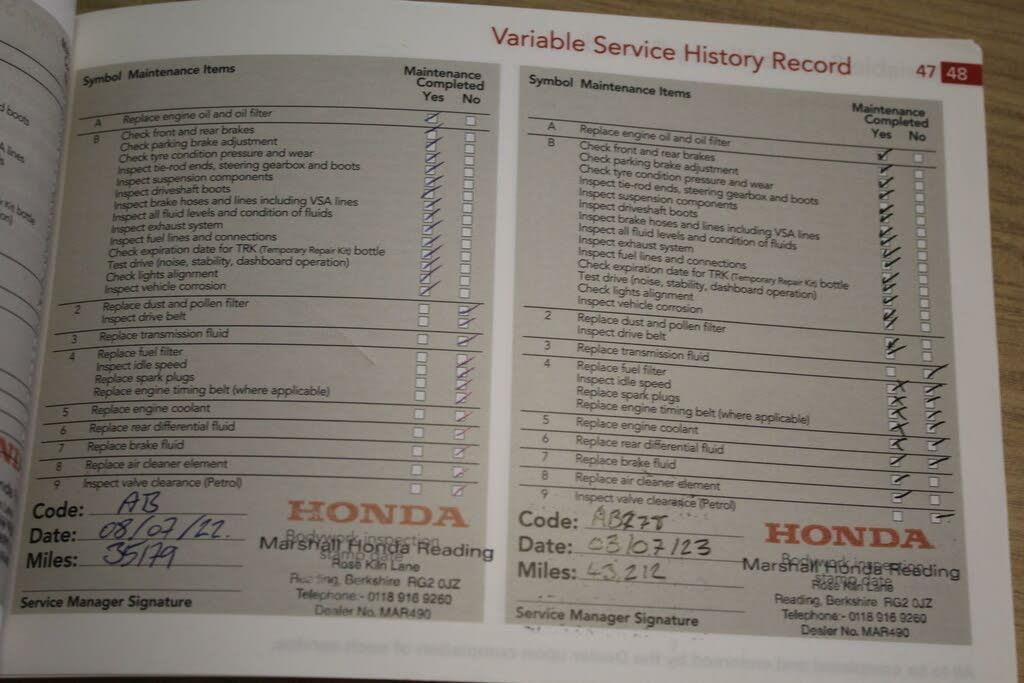 Variable Service History Record 47 48
Symbol Maintenance Items Maintenance Completed Yes No
A Replace engine oil and oil filter
B Check front and rear brakes
Check parking brake adjustment
Check tyre condition pressure and wear
Inspect tie-rod ends, steering gearbox and boots
Inspect suspension components
Inspect driveshaft boots
Inspect brake hoses and lines including VSA lines
Inspect all fluid levels and condition of fluids
Inspect exhaust system
Inspect fuel lines and connections
Check expiration date for TRK (Temporary Repair Kit) bottle
Test drive (noise, stability, dashboard operation)
Check lights alignment
Inspect vehicle corrosion
2 Replace dust and pollen filter
Inspect drive belt
3 Replace transmission fluid
4 Replace fuel filter
Inspect idle speed
Replace spark plugs
Replace engine timing belt (where applicable)
5 Replace engine coolant
6 Replace rear differential fluid
7 Replace brake fluid
8 Replace air cleaner element
9 Inspect valve clearance (Petrol)
Code: AB
Date: 08/07/22.
Miles: 35179
Service Manager Signature
HONDA
Bodywork inspection
stamp date
Marshall Honda Reading
Rose Kiln Lane
Reading, Berkshire RG2 0JZ
Telephone:- 0118 916 9260
Dealer No. MAR490
Symbol Maintenance Items Maintenance Completed Yes No
A Replace engine oil and oil filter
B Check front and rear brakes
Check parking brake adjustment
Check tyre condition pressure and wear
Inspect tie-rod ends, steering gearbox and boots
Inspect suspension components
Inspect driveshaft boots
Inspect brake hoses and lines including VSA lines
Inspect all fluid levels and condition of fluids
Inspect exhaust system
Inspect fuel lines and connections
Check expiration date for TRK (Temporary Repair Kit) bottle
Test drive (noise, stability, dashboard operation)
Check lights alignment
Inspect vehicle corrosion
2 Replace dust and pollen filter
Inspect drive belt
3 Replace transmission fluid
4 Replace fuel filter
Inspect idle speed
Replace spark plugs
Replace engine timing belt (where applicable)
5 Replace engine coolant
6 Replace rear differential fluid
7 Replace brake fluid
8 Replace air cleaner element
9 Inspect valve clearance (Petrol)
Code:
Date: 03/07/23
Miles: 43,212
Service Manager Signature
HONDA
Bodywork inspection
stamp date
Marshall Honda Reading
Rose Kiln Lane
Reading, Berkshire RG2 0JZ
Telephone:- 0118 916 9260
Dealer No. MAR490